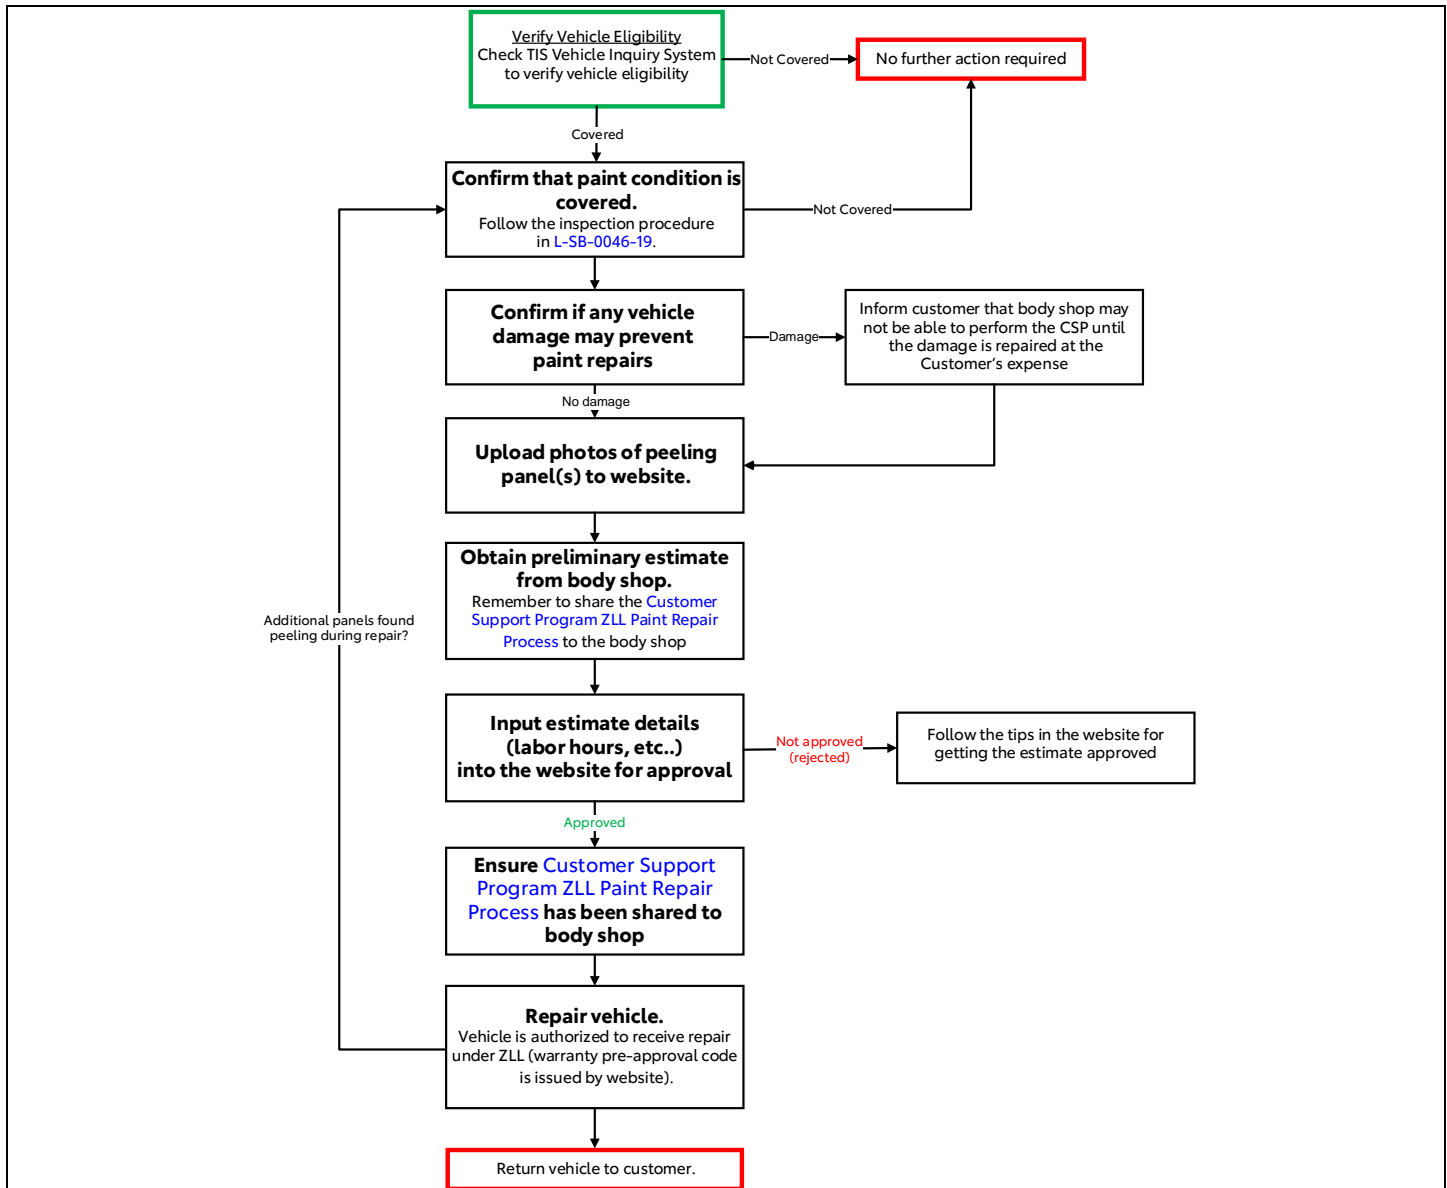 Verify Vehicle Eligibility
Check TIS Vehicle Inquiry System
to verify vehicle eligibility
Not Covered
No further action required
Covered
Confirm that paint condition is
covered.
Follow the inspection procedure
in L-SB-0046-19.
Not Covered
Confirm if any vehicle
damage may prevent
paint repairs
Damage
Inform customer that body shop may
not be able to perform the CSP until
the damage is repaired at the
Customer's expense
No damage
Upload photos of peeling
panel(s) to website.
Obtain preliminary estimate
from body shop.
Remember to share the Customer
Support Program ZLL Paint Repair
Process to the body shop
Additional panels found
peeling during repair?
Input estimate details
(labor hours, etc..)
into the website for approval
Not approved
(rejected)
Follow the tips in the website for
getting the estimate approved
Approved
Ensure Customer Support
Program ZLL Paint Repair
Process has been shared to
body shop
Repair vehicle.
Vehicle is authorized to receive repair
under ZLL (warranty pre-approval code
is issued by website).
Return vehicle to customer.